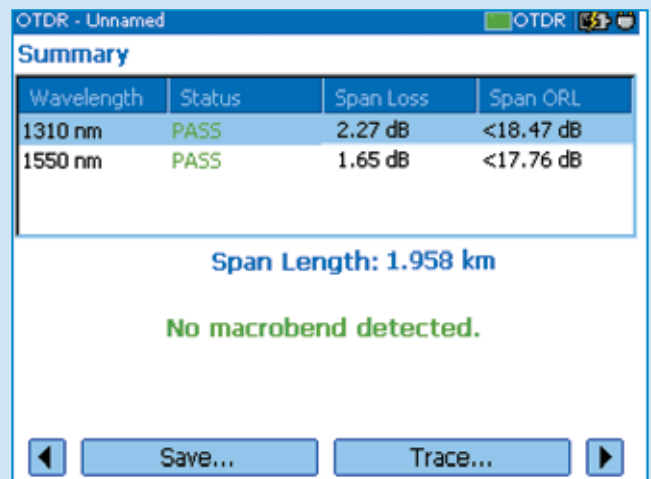 OTDR - Unnamed OTDR
Summary
Wavelength Status Span Loss Span ORL
1310 nm PASS 2.27 dB <18.47 dB
1550 nm PASS 1.65 dB <17.76 dB
Span Length: 1.958 km
No macrobend detected.
Save... Trace...